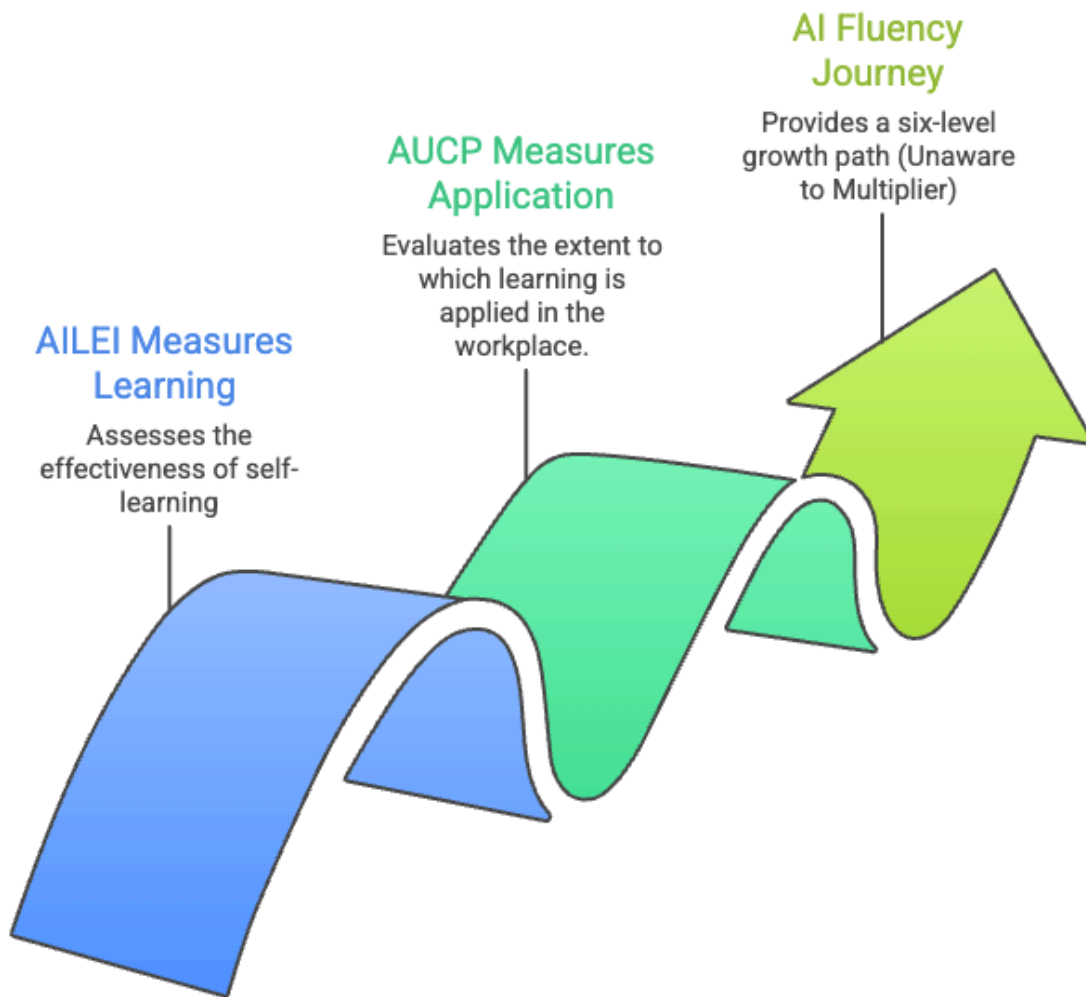 AI Fluency
Journey
Provides a six-level
growth path (Unaware
to Multiplier)
AUCP Measures
Application
Evaluates the extent to
which learning is
applied in the
workplace.
AILEI Measures
Learning
Assesses the
effectiveness of self-
learning